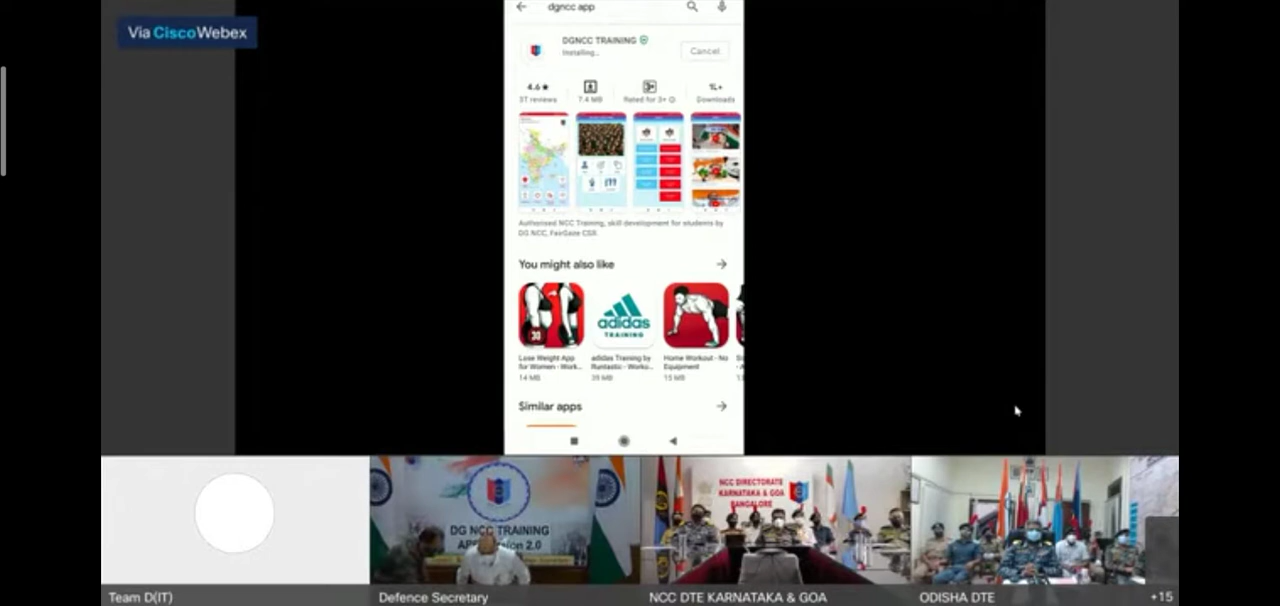 Via CiscoWebex
dgncc app
DGNCC TRAINING
Installing...
Cancel
4.6★
3T reviews
7.4 MB
3+
Rated for 3+
1L+
Downloads
Authorised NCC Training, skill development for students by
DG NCC, FairGaze CSR
You might also like
30
adidas
TRAINING
Lose Weight App
for Women - Work...
14 MB
adidas Training by
Runtastic - Worko...
39 MB
Home Workout - No
Equipment
15 MB
Similar apps
DG NCC TRAINING
NCC DIRECTORATE
KARNATAKA & GOA
BANGALORE
Team D(IT)
Defence Secretary
NCC DTE KARNATAKA & GOA
ODISHA DTE
+15